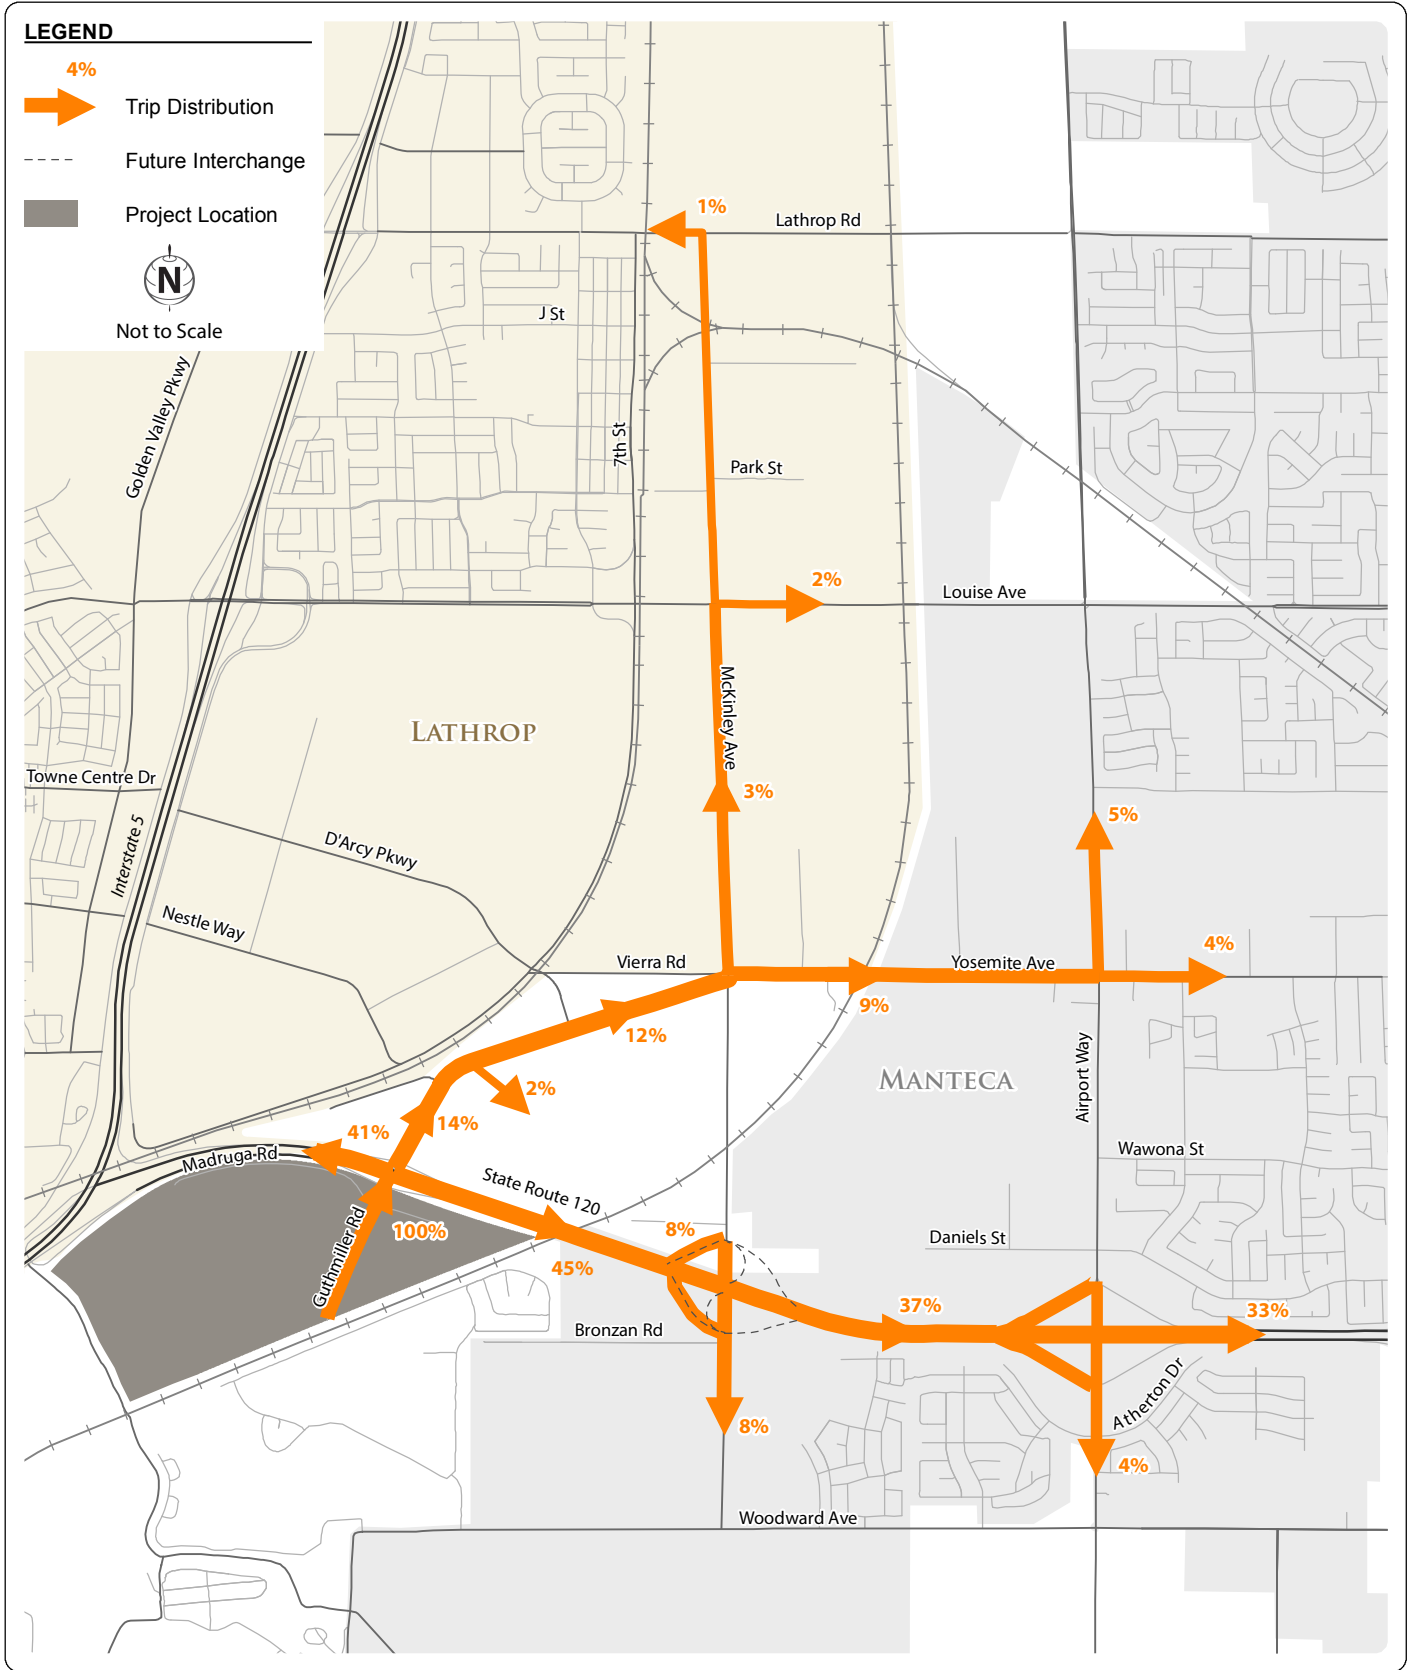 LEGEND
4%
Trip Distribution
Future Interchange
Project Location
N
Not to Scale
1%
Lathrop Rd
J St
Golden Valley Pkwy
7th St
Park St
2%
Louise Ave
McKinley Ave
LATHROP
Towne Centre Dr
3%
5%
Interstate 5
D'Arcy Pkwy
Nestle Way
4%
Vierra Rd
Yosemite Ave
9%
12%
MANTECA
Airport Way
2%
14%
41%
Madruga Rd
Wawona St
State Route 120
Guthmiller Rd
100%
8%
Daniels St
45%
37%
33%
Bronzan Rd
Atherton Dr
8%
4%
Woodward Ave